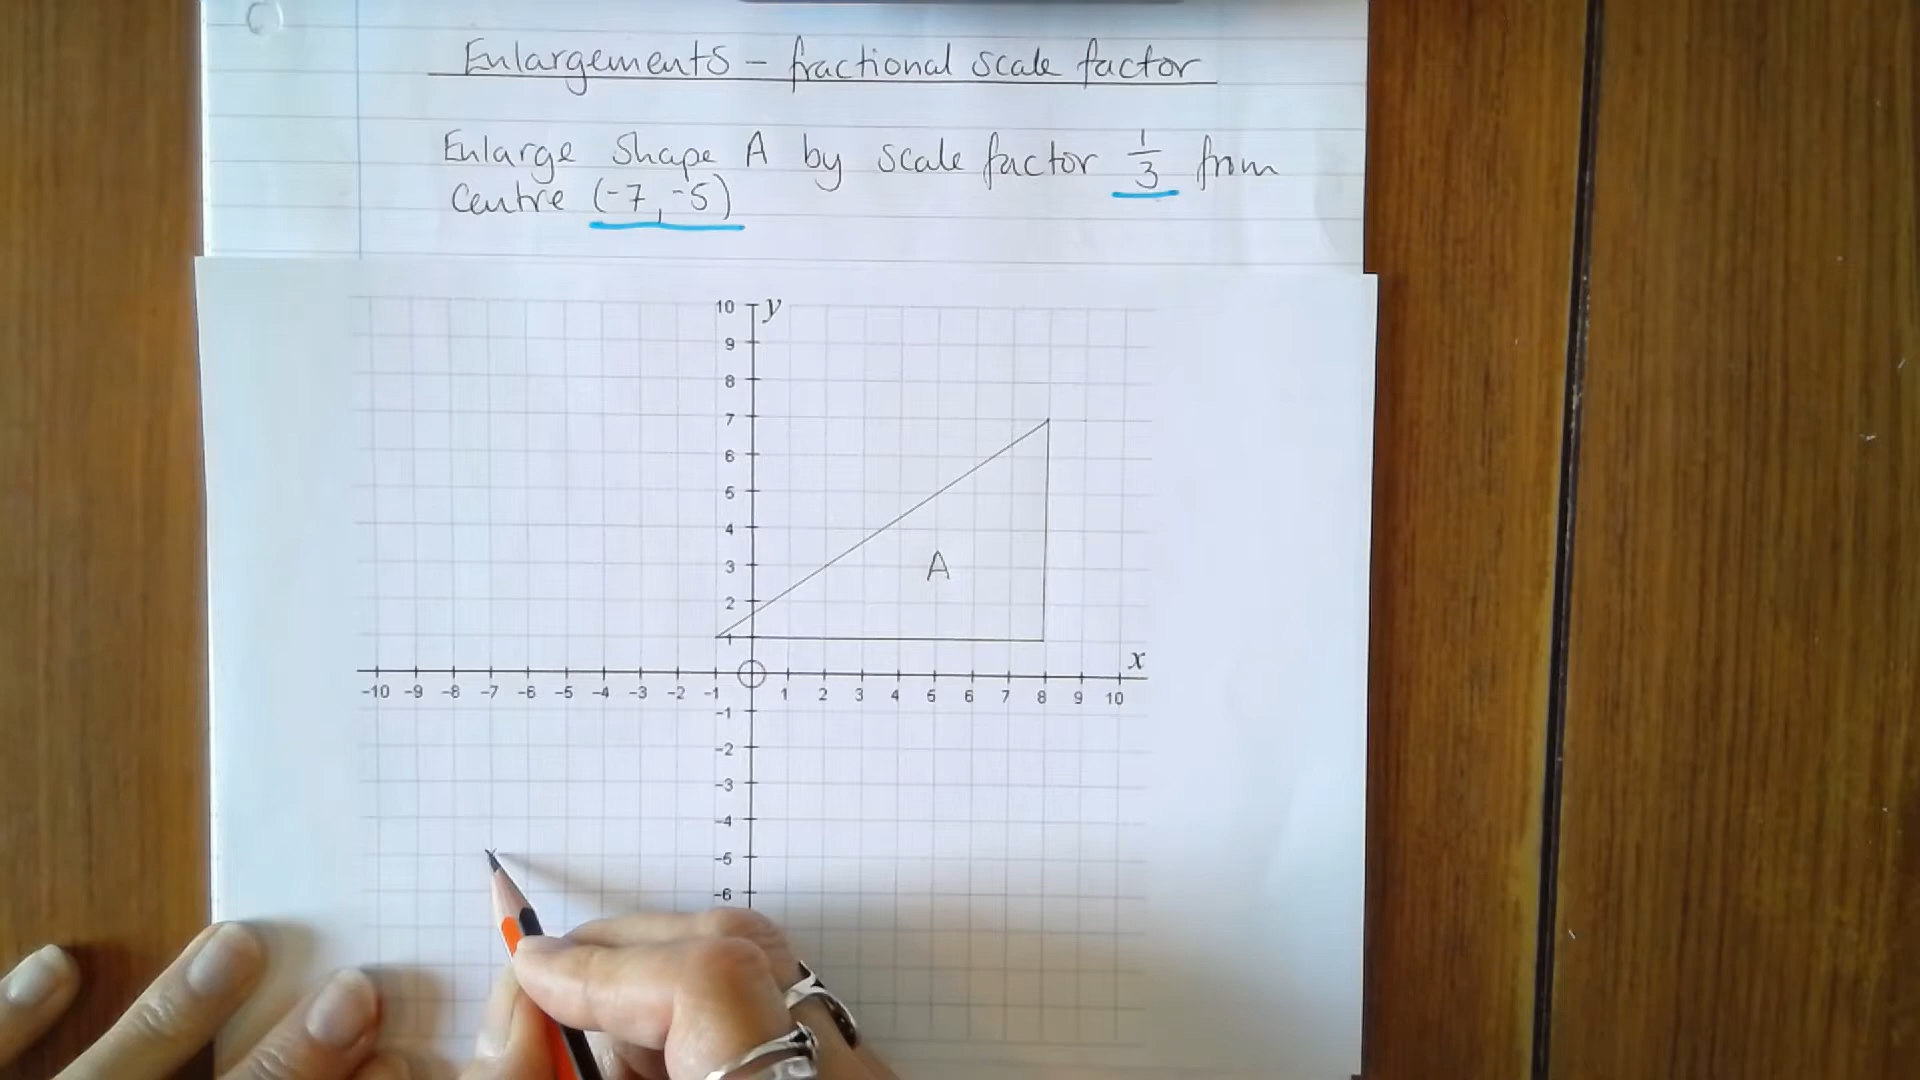 Enlargements - fractional scale factor
Enlarge Shape A by scale factor 1/3 from
centre (-7, -5)
10 y
9
8
7
6
5
4
3
2
1
A
x
-10 -9 -8 -7 -6 -5 -4 -3 -2 -1 1 2 3 4 5 6 7 8 9 10
-1
-2
-3
-4
-5
-6